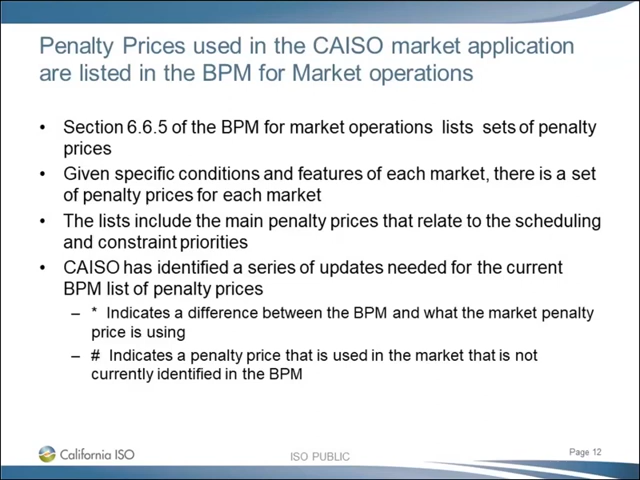 Penalty Prices used in the CAISO market application
are listed in the BPM for Market operations
• Section 6.6.5 of the BPM for market operations lists sets of penalty
prices
• Given specific conditions and features of each market, there is a set
of penalty prices for each market
• The lists include the main penalty prices that relate to the scheduling
and constraint priorities
• CAISO has identified a series of updates needed for the current
BPM list of penalty prices
– * Indicates a difference between the BPM and what the market penalty
price is using
– # Indicates a penalty price that is used in the market that is not
currently identified in the BPM
California ISO
ISO PUBLIC
Page 12